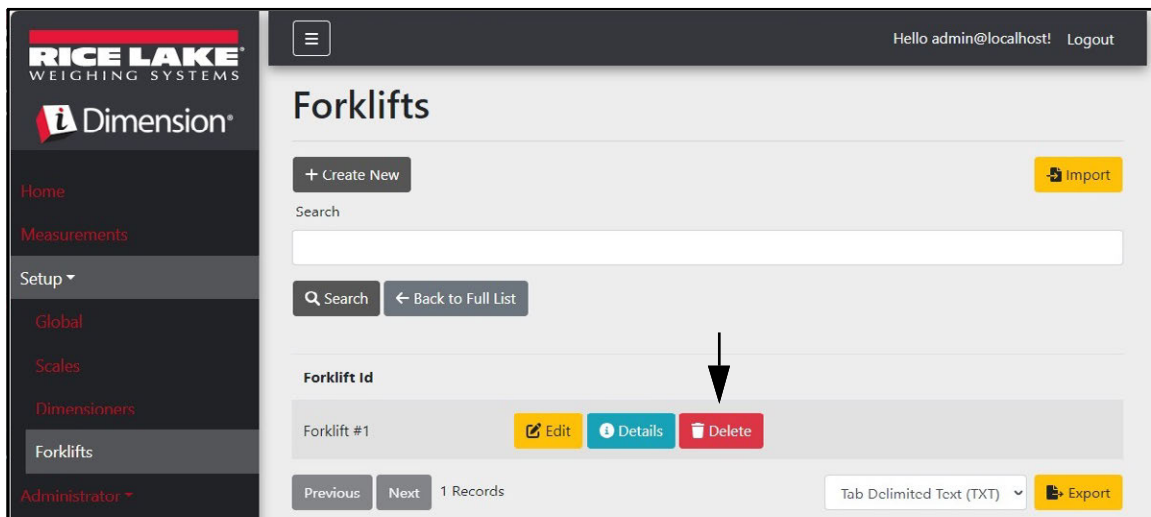 RICE LAKE®
WEIGHING SYSTEMS
i Dimension®
Home
Measurements
Setup
Global
Scales
Dimensioners
Forklifts
Administrator
Hello admin@localhost! Logout
Forklifts
+ Create New
Import
Search
Search
← Back to Full List
Forklift Id
Forklift #1
Edit
Details
Delete
Previous Next 1 Records
Tab Delimited Text (TXT)
Export